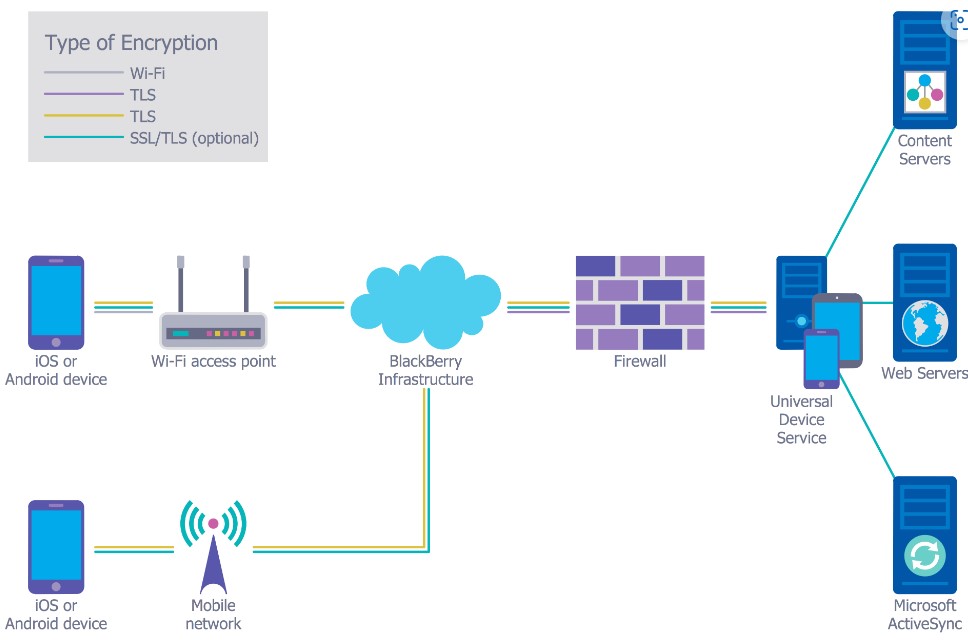 Type of Encryption
Wi-Fi
TLS
TLS
SSL/TLS (optional)
Content
Servers
iOS or
Android device
Wi-Fi access point
BlackBerry
Infrastructure
Firewall
Universal
Device
Service
Web Servers
iOS or
Android device
Mobile
network
Microsoft
ActiveSync